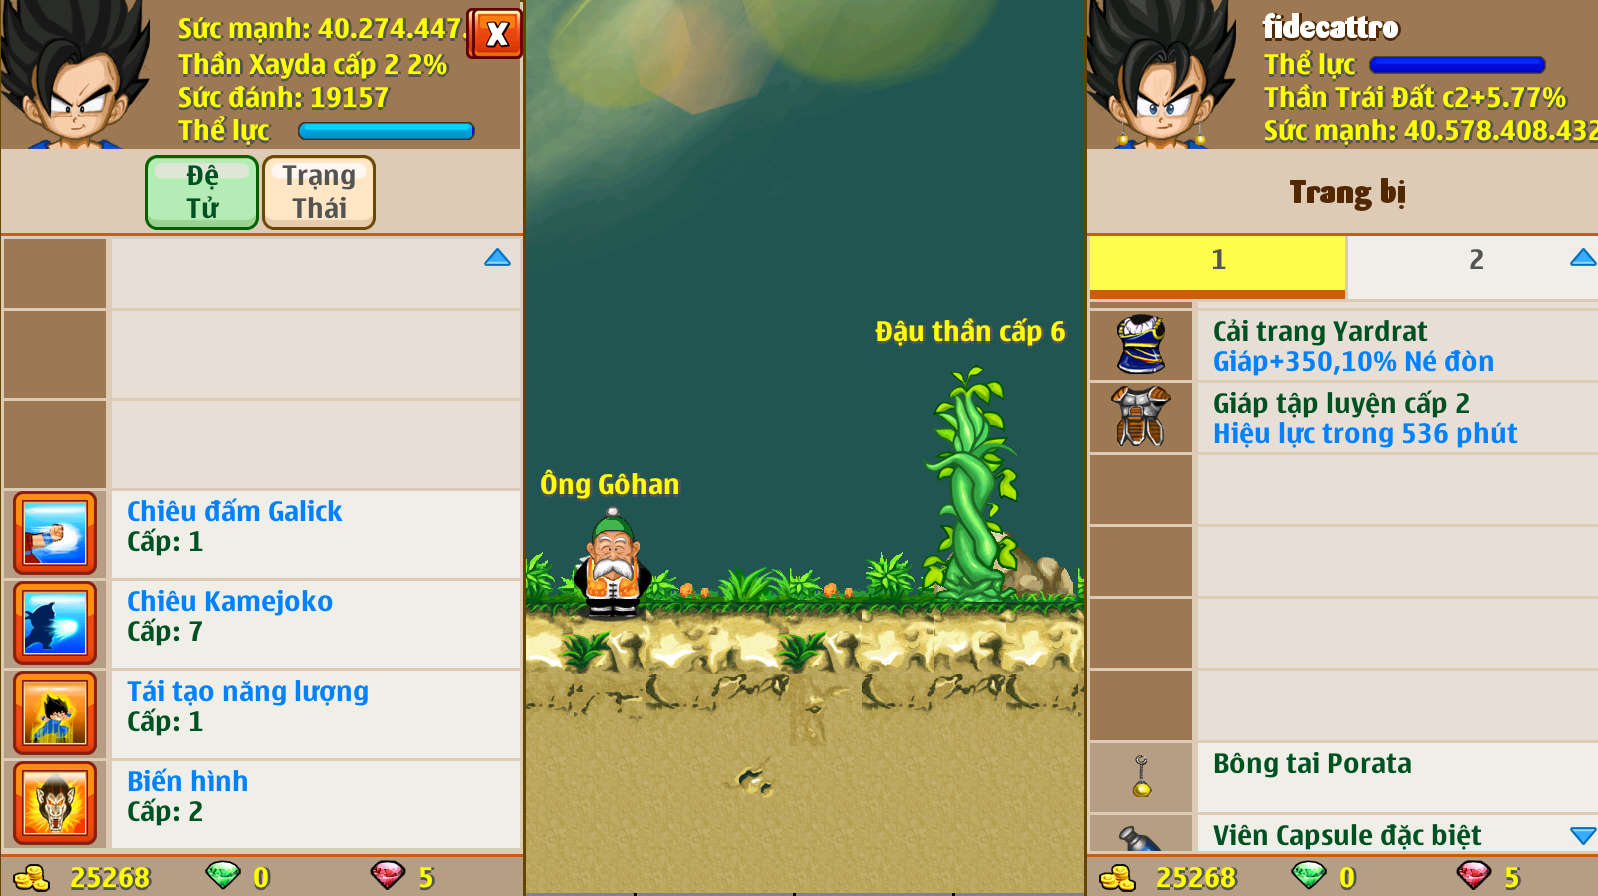 Sức mạnh: 40.274.447.
X
Thần Xayda cấp 2 2%
Sức đánh: 19157
Thể lực
Đệ
Tử
Trạng
Thái
Chiêu đấm Galick
Cấp: 1
Chiêu Kamejoko
Cấp: 7
Tái tạo năng lượng
Cấp: 1
Biến hình
Cấp: 2
25268
0
5
Đậu thần cấp 6
Ông Gôhan
fidecattro
Thể lực
Thần Trái Đất c2+5.77%
Sức mạnh: 40.578.408.432
Trang bị
1
2
Cải trang Yardrat
Giáp+350,10% Né đòn
Giáp tập luyện cấp 2
Hiệu lực trong 536 phút
Bông tai Porata
Viên Capsule đặc biệt
25268
0
5